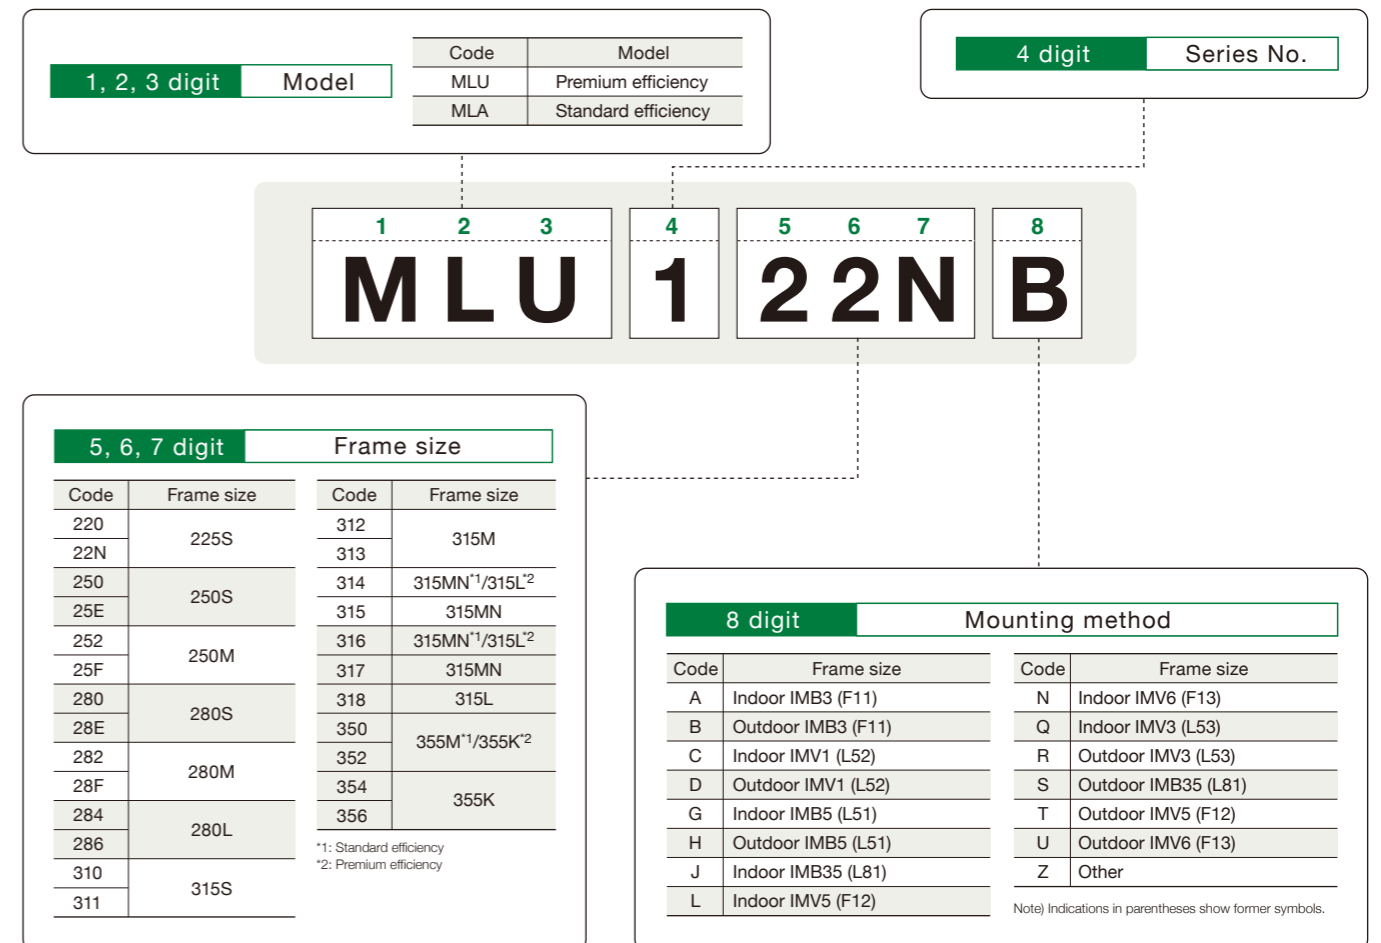 1, 2, 3 digit Model
Code Model
MLU Premium efficiency
MLA Standard efficiency
4 digit Series No.
1 2 3 4 5 6 7 8
MLU 1 22N B
5, 6, 7 digit Frame size
Code Frame size
220 225S
22N
250 250S
25E
252 250M
25F
280 280S
28E
282 280M
28F
284 280L
286
310 315S
311
Code Frame size
312 315M
313
314 315MN*1/315L*2
315 315MN
316 315MN*1/315L*2
317 315MN
318 315L
350 355M*1/355K*2
352
354 355K
356
*1: Standard efficiency
*2: Premium efficiency
8 digit Mounting method
Code Frame size
A Indoor IMB3 (F11)
B Outdoor IMB3 (F11)
C Indoor IMV1 (L52)
D Outdoor IMV1 (L52)
G Indoor IMB5 (L51)
H Outdoor IMB5 (L51)
J Indoor IMB35 (L81)
L Indoor IMV5 (F12)
Code Frame size
N Indoor IMV6 (F13)
Q Indoor IMV3 (L53)
R Outdoor IMV3 (L53)
S Outdoor IMB35 (L81)
T Outdoor IMV5 (F12)
U Outdoor IMV6 (F13)
Z Other
Note) Indications in parentheses show former symbols.